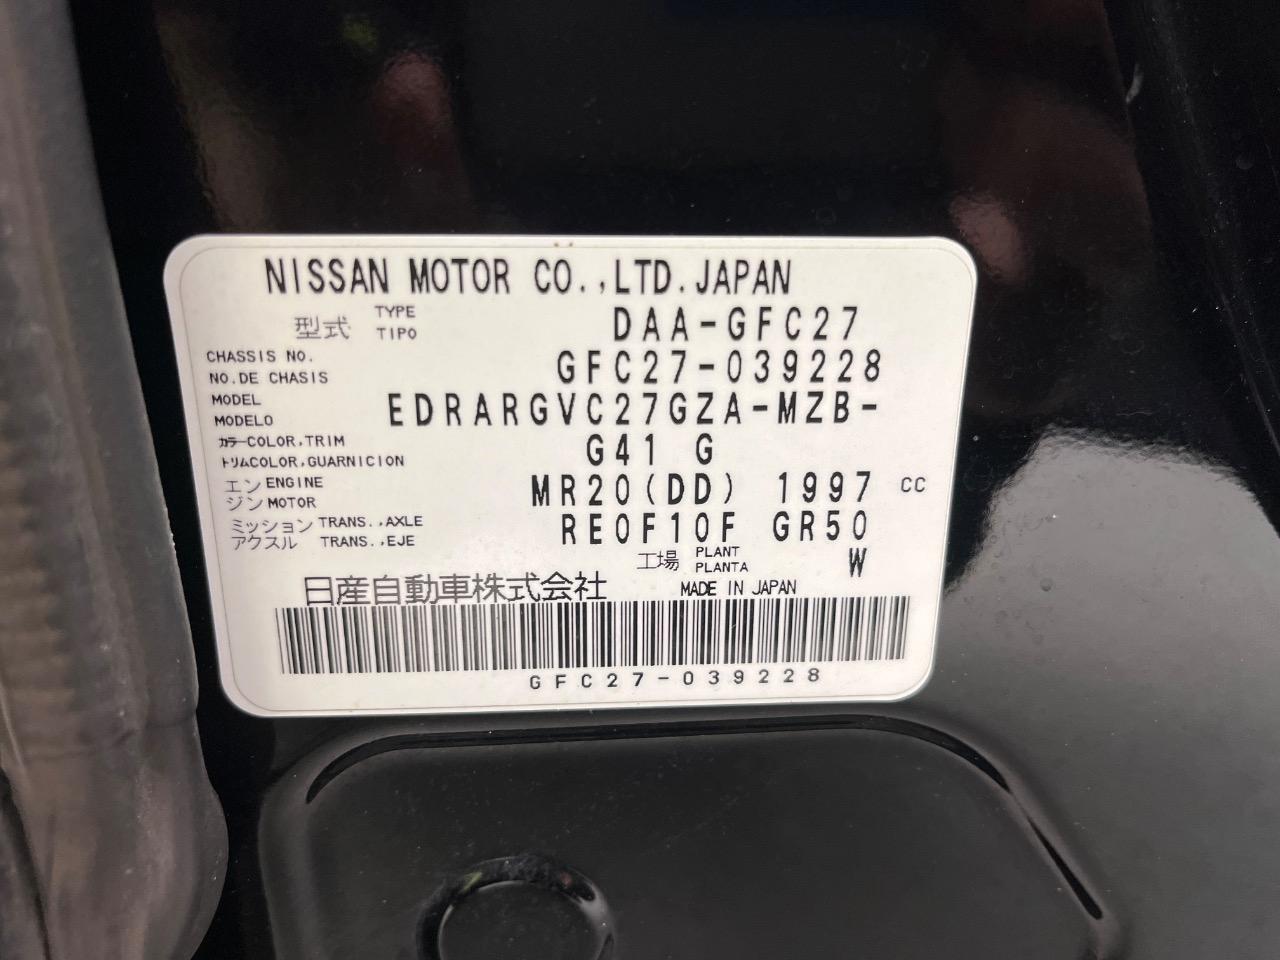 NISSAN MOTOR CO.,LTD.JAPAN
型式 TYPE TIPO DAA-GFC27
CHASSIS NO.
NO.DE CHASIS GFC27-039228
MODEL
MODELO EDRARGVC27GZA-MZB-
カラーCOLOR,TRIM
トリムCOLOR,GUARNICION G41 G
エンジン ENGINE MOTOR MR20(DD) 1997 CC
ミッション TRANS.,AXLE
アクスル TRANS.,EJE RE0F10F GR50
工場 PLANT PLANTA W
日産自動車株式会社 MADE IN JAPAN
GFC27-039228